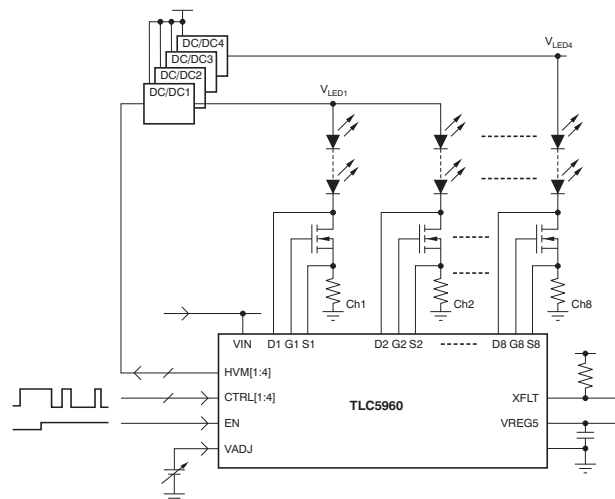 DC/DC4
DC/DC3
DC/DC2
DC/DC1
VLED4
VLED1
Ch1
Ch2
Ch8
VIN
D1 G1 S1
D2 G2 S2
D8 G8 S8
HVM[1:4]
CTRL[1:4]
TLC5960
XFLT
EN
VREG5
VADJ